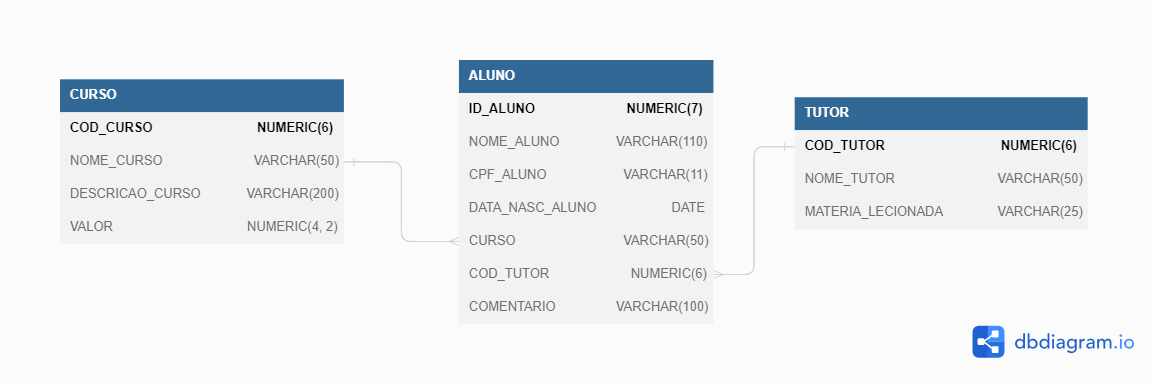 CURSO
COD_CURSO NUMERIC(6)
NOME_CURSO VARCHAR(50)
DESCRICAO_CURSO VARCHAR(200)
VALOR NUMERIC(4, 2)
ALUNO
ID_ALUNO NUMERIC(7)
NOME_ALUNO VARCHAR(110)
CPF_ALUNO VARCHAR(11)
DATA_NASC_ALUNO DATE
CURSO VARCHAR(50)
COD_TUTOR NUMERIC(6)
COMENTARIO VARCHAR(100)
TUTOR
COD_TUTOR NUMERIC(6)
NOME_TUTOR VARCHAR(50)
MATERIA_LECIONADA VARCHAR(25)
dbdiagram.io